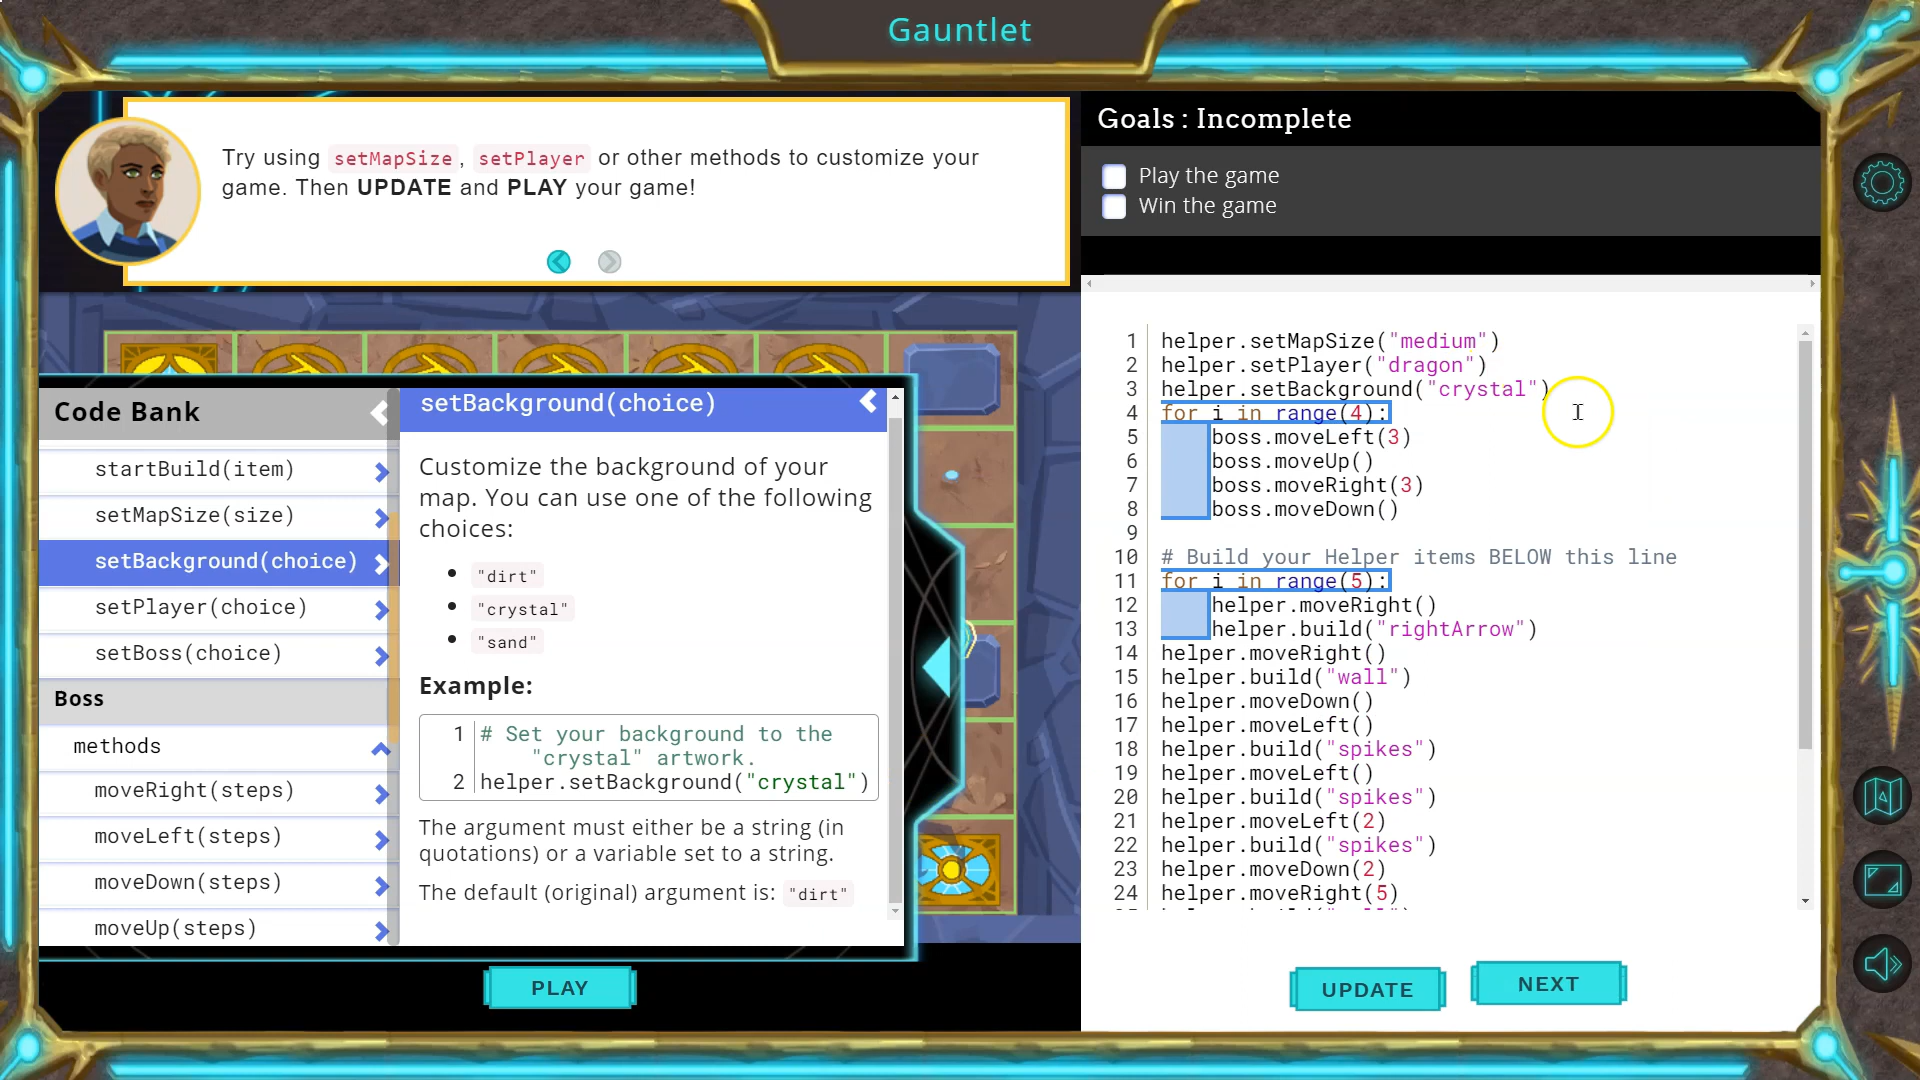 Gauntlet
Try using setMapSize, setPlayer or other methods to customize your
game. Then UPDATE and PLAY your game!
Code Bank
startBuild(item)
setMapSize(size)
setBackground(choice)
setPlayer(choice)
setBoss(choice)
Boss
methods
moveRight(steps)
moveLeft(steps)
moveDown(steps)
moveUp(steps)
setBackground(choice)
Customize the background of your
map. You can use one of the following
choices:
"dirt"
"crystal"
"sand"
Example:
1 # Set your background to the
"crystal" artwork.
2 helper.setBackground("crystal")
The argument must either be a string (in
quotations) or a variable set to a string.
The default (original) argument is: "dirt"
PLAY
Goals : Incomplete
Play the game
Win the game
1 helper.setMapSize("medium")
2 helper.setPlayer("dragon")
3 helper.setBackground("crystal")
4 for i in range(4):
5 boss.moveLeft(3)
6 boss.moveUp()
7 boss.moveRight(3)
8 boss.moveDown()
9
10 # Build your Helper items BELOW this line
11 for i in range(5):
12 helper.moveRight()
13 helper.build("rightArrow")
14 helper.moveRight()
15 helper.build("wall")
16 helper.moveDown()
17 helper.moveLeft()
18 helper.build("spikes")
19 helper.moveLeft()
20 helper.build("spikes")
21 helper.moveLeft(2)
22 helper.build("spikes")
23 helper.moveDown(2)
24 helper.moveRight(5)
UPDATE
NEXT